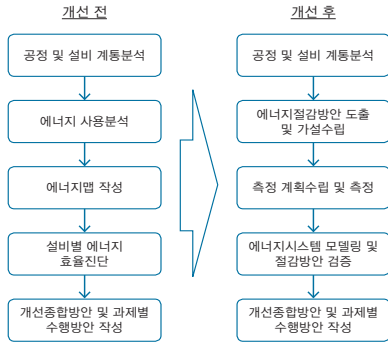 개선 전
공정 및 설비 계통분석
에너지 사용분석
에너지맵 작성
설비별 에너지
효율진단
개선종합방안 및 과제별
수행방안 작성
개선 후
공정 및 설비 계통분석
에너지절감방안 도출
및 가설수립
측정 계획수립 및 측정
에너지시스템 모델링 및
절감방안 검증
개선종합방안 및 과제별
수행방안 작성